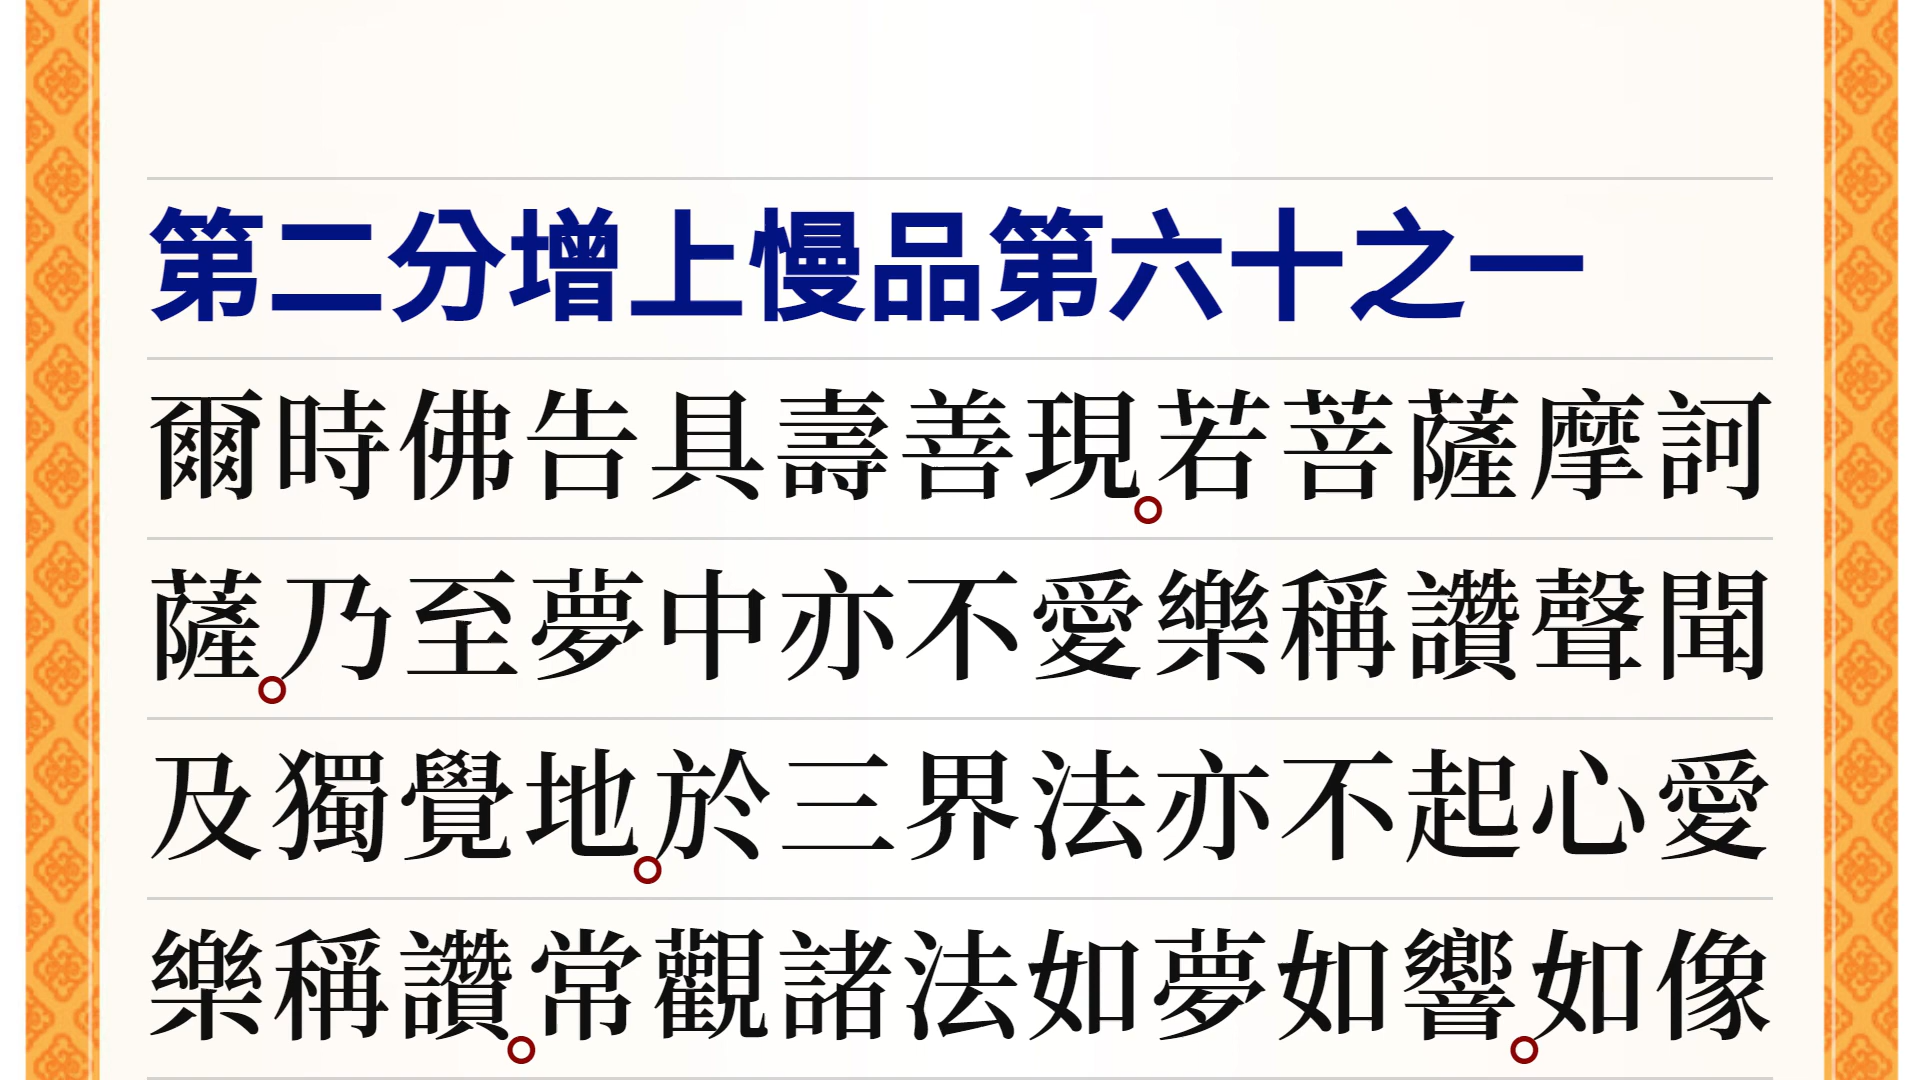 第二分增上慢品第六十之一
爾時佛告具壽善現。若菩薩摩訶
薩。乃至夢中亦不愛樂稱讚聲聞
及獨覺地。於三界法亦不起心愛
樂稱讚。常觀諸法如夢如響。如像